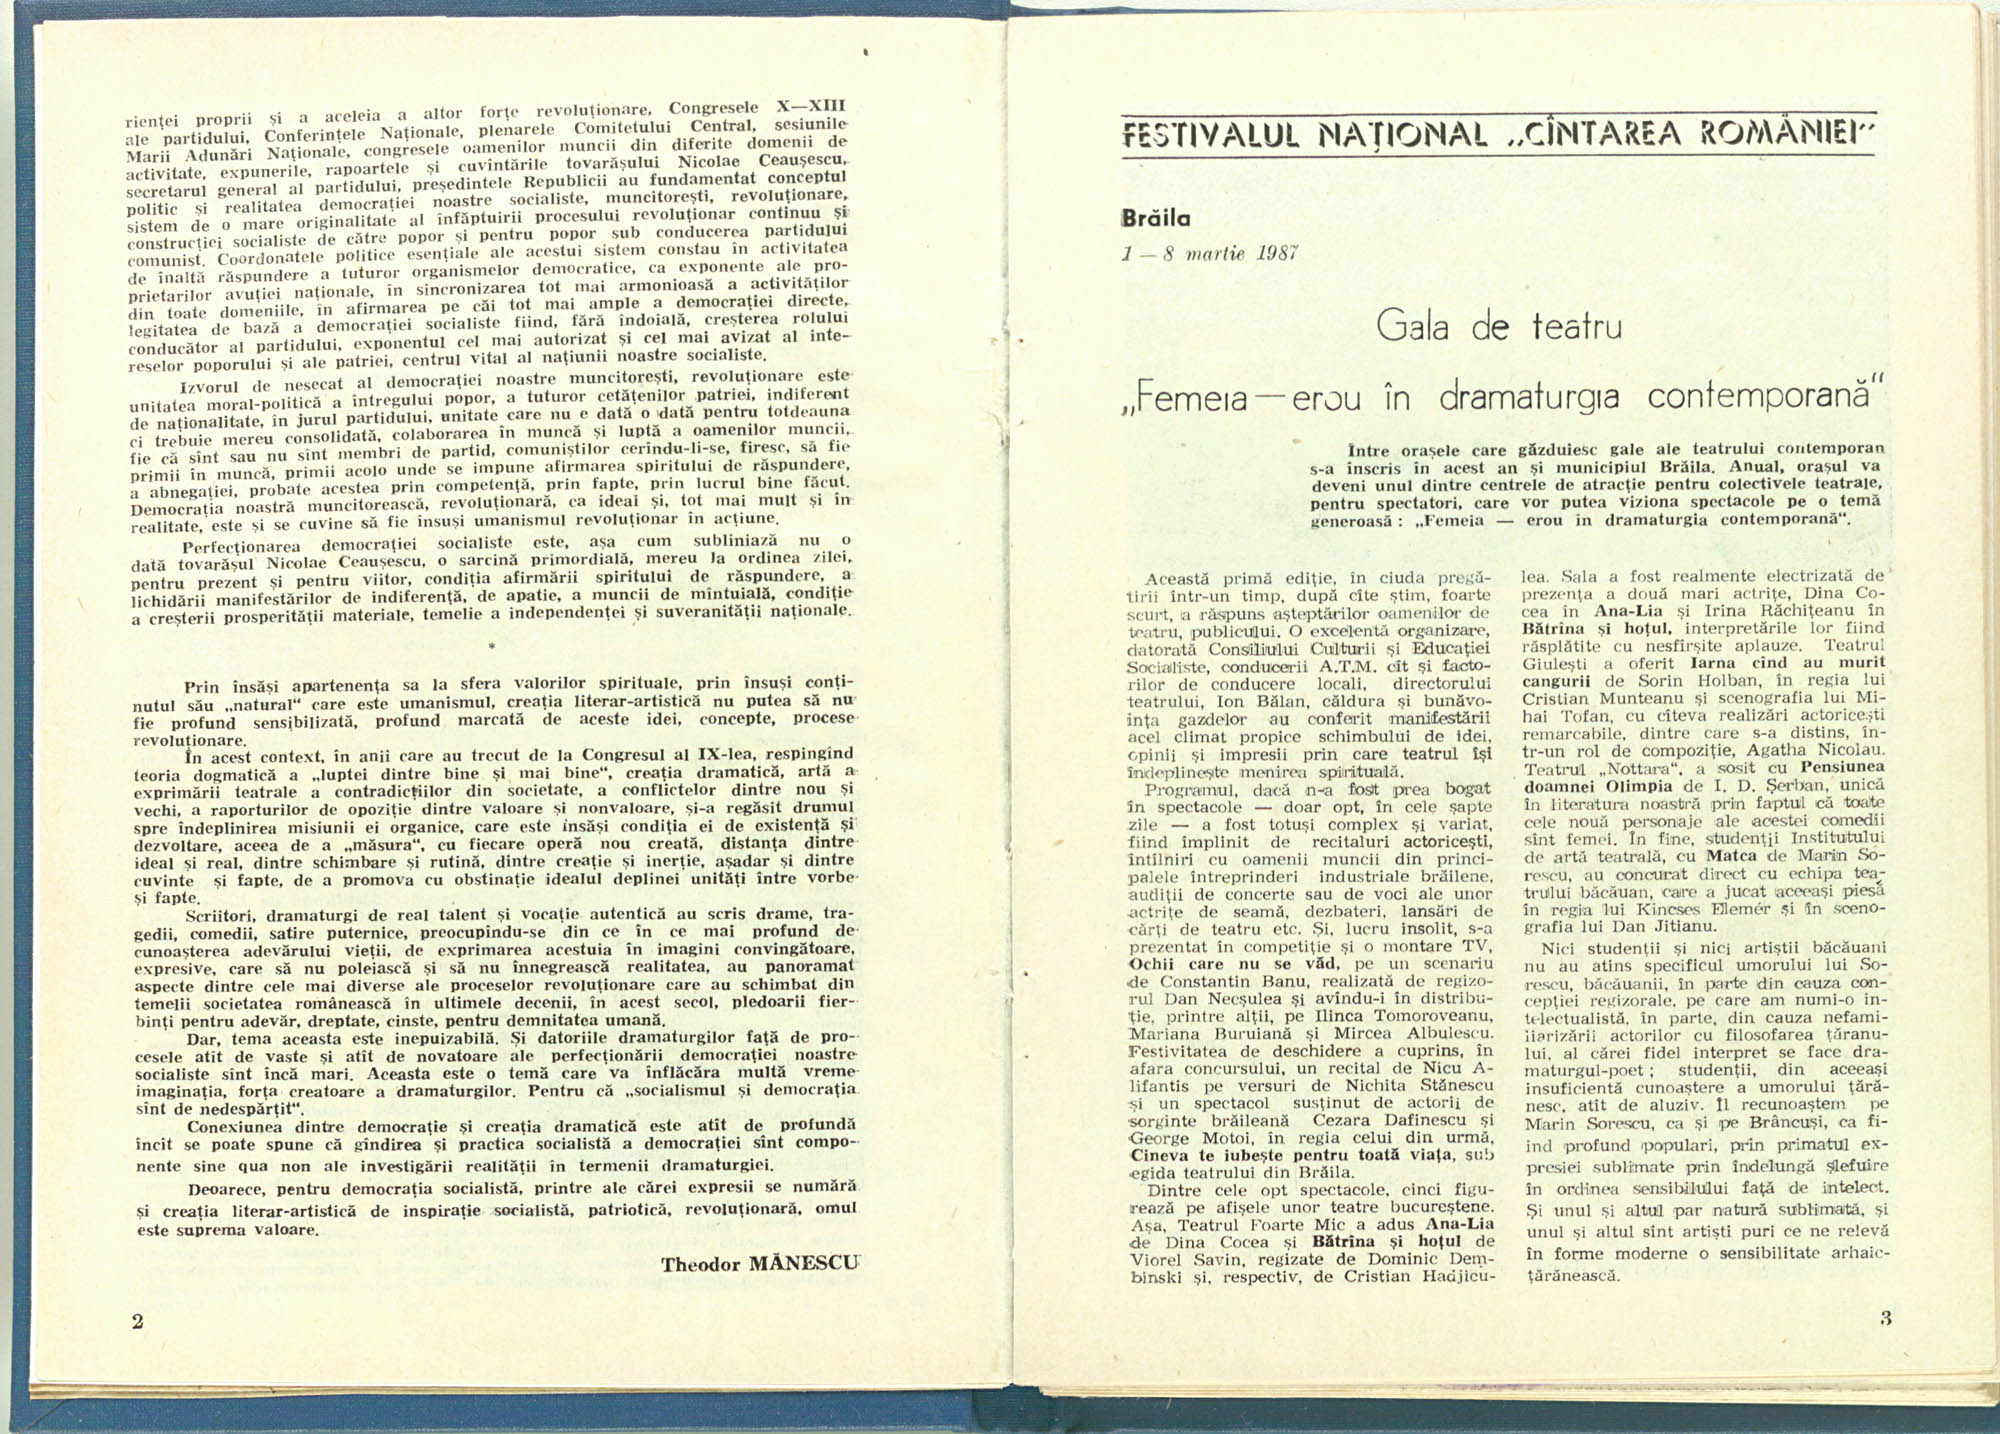 rienței proprii și a aceleia a altor forțe revoluționare, Congresele X—XIII
ale partidului, Conferințele Naționale, plenarele Comitetului Central, sesiunile
Marii Adunări Naționale, congresele oamenilor muncii din diferite domenii de
activitate, expunerile, rapoartele și cuvîntările tovarășului Nicolae Ceaușescu,
secretarul general al partidului, președintele Republicii au fundamentat conceptul
politic și realitatea democrației noastre socialiste, muncitorești, revoluționare,
sistem de o mare originalitate al înfăptuirii procesului revoluționar continuu și
construcției socialiste de către popor și pentru popor sub conducerea partidului
comunist. Coordonatele politice esențiale ale acestui sistem constau în activitatea
de înaltă răspundere a tuturor organismelor democratice, ca exponente ale pro-
prietarilor avuției naționale, în sincronizarea tot mai armonioasă a activităților
din toate domeniile, în afirmarea pe căi tot mai ample a democrației directe,
legitatea de bază a democrației socialiste fiind, fără îndoială, creșterea rolului
conducător al partidului, exponentul cel mai autorizat și cel mai avizat al inte-
reselor poporului și ale patriei, centrul vital al națiunii noastre socialiste.
Izvorul de nesecat al democrației noastre muncitorești, revoluționare este
unitatea moral-politică a întregului popor, a tuturor cetățenilor patriei, indiferent
de naționalitate, în jurul partidului, unitate care nu e dată o dată pentru totdeauna
ci trebuie mereu consolidată, colaborarea în muncă și luptă a oamenilor muncii,
fie că sînt sau nu sînt membri de partid, comuniștilor cerîndu-li-se, firesc, să fie
primii în muncă, primii acolo unde se impune afirmarea spiritului de răspundere,
a abnegației, probate acestea prin competență, prin fapte, prin lucrul bine făcut.
Democrația noastră muncitorească, revoluționară, ca ideal și, tot mai mult și în
realitate, este și se cuvine să fie însuși umanismul revoluționar în acțiune.
Perfecționarea democrației socialiste este, așa cum subliniază nu o
dată tovarășul Nicolae Ceaușescu, o sarcină primordială, mereu la ordinea zilei,
pentru prezent și pentru viitor, condiția afirmării spiritului de răspundere, a
lichidării manifestărilor de indiferență, de apatie, a muncii de mîntuială, condiție
a creșterii prosperității materiale, temelie a independenței și suveranității naționale.
*
Prin însăși apartenența sa la sfera valorilor spirituale, prin însuși conți-
nutul său „natural“ care este umanismul, creația literar-artistică nu putea să nu
fie profund sensibilizată, profund marcată de aceste idei, concepte, procese
revoluționare.
În acest context, în anii care au trecut de la Congresul al IX-lea, respingînd
teoria dogmatică a „luptei dintre bine și mai bine“, creația dramatică, artă a
exprimării teatrale a contradicțiilor din societate, a conflictelor dintre nou și
vechi, a raporturilor de opoziție dintre valoare și nonvaloare, și-a regăsit drumul
spre îndeplinirea misiunii ei organice, care este însăși condiția ei de existență și
dezvoltare, aceea de a „măsura“, cu fiecare operă nou creată, distanța dintre
ideal și real, dintre schimbare și rutină, dintre creație și inerție, așadar și dintre
cuvinte și fapte, de a promova cu obstinație idealul deplinei unități între vorbe
și fapte.
Scriitori, dramaturgi de real talent și vocație autentică au scris drame, tra-
gedii, comedii, satire puternice, preocupîndu-se din ce în ce mai profund de
cunoașterea adevărului vieții, de exprimarea acestuia în imagini convingătoare,
expresive, care să nu poleiască și să nu înnegrească realitatea, au panoramat
aspecte dintre cele mai diverse ale proceselor revoluționare care au schimbat din
temelii societatea românească în ultimele decenii, în acest secol, pledoarii fier-
binți pentru adevăr, dreptate, cinste, pentru demnitatea umană.
Dar, tema aceasta este inepuizabilă. Și datoriile dramaturgilor față de pro-
cesele atît de vaste și atît de novatoare ale perfecționării democrației noastre
socialiste sînt încă mari. Aceasta este o temă care va înflăcăra multă vreme
imaginația, forța creatoare a dramaturgilor. Pentru că „socialismul și democrația
sînt de nedespărțit“.
Conexiunea dintre democrație și creația dramatică este atît de profundă
încît se poate spune că gîndirea și practica socialistă a democrației sînt compo-
nente sine qua non ale investigării realității în termenii dramaturgiei.
Deoarece, pentru democrația socialistă, printre ale cărei expresii se numără
și creația literar-artistică de inspirație socialistă, patriotică, revoluționară, omul
este suprema valoare.
Theodor MĂNESCU
2
FESTIVALUL NAȚIONAL „CÎNTAREA ROMÂNIEI“
Brăila
1 — 8 martie 1987
Gala de teatru
„Femeia — erou în dramaturgia contemporană“
Între orașele care găzduiesc gale ale teatrului contemporan
s-a înscris în acest an și municipiul Brăila. Anual, orașul va
deveni unul dintre centrele de atracție pentru colectivele teatrale,
pentru spectatori, care vor putea viziona spectacole pe o temă
generoasă : „Femeia — erou în dramaturgia contemporană“.
Această primă ediție, în ciuda pregă-
tirii într-un timp, după cîte știm, foarte
scurt, a răspuns așteptărilor oamenilor de
teatru, publicului. O excelentă organizare,
datorată Consiliului Culturii și Educației
Socialiste, conducerii A.T.M. cît și facto-
rilor de conducere locali, directorului
teatrului, Ion Bălan, căldura și bunăvo-
ința gazdelor au conferit manifestării
acel climat propice schimbului de idei,
opinii și impresii prin care teatrul își
îndeplinește menirea spirituală.
Programul, dacă n-a fost prea bogat
în spectacole — doar opt, în cele șapte
zile — a fost totuși complex și variat,
fiind împlinit de recitaluri actoricești,
întîlniri cu oamenii muncii din princi-
palele întreprinderi industriale brăilene,
audiții de concerte sau de voci ale unor
actrițe de seamă, dezbateri, lansări de
cărți de teatru etc. Și, lucru insolit, s-a
prezentat în competiție și o montare TV,
Ochii care nu se văd, pe un scenariu
de Constantin Banu, realizată de regizo-
rul Dan Necșulea și avîndu-i în distribu-
ție, printre alții, pe Ilinca Tomoroveanu,
Mariana Buruiană și Mircea Albulescu.
Festivitatea de deschidere a cuprins, în
afara concursului, un recital de Nicu A-
lifantis pe versuri de Nichita Stănescu
și un spectacol susținut de actorii de
sorginte brăileană Cezara Dafinescu și
George Motoi, în regia celui din urmă,
Cineva te iubește pentru toată viața, sub
egida teatrului din Brăila.
Dintre cele opt spectacole, cinci figu-
rează pe afișele unor teatre bucureștene.
Așa, Teatrul Foarte Mic a adus Ana-Lia
de Dina Cocea și Bătrîna și hoțul de
Viorel Savin, regizate de Dominic Dem-
binski și, respectiv, de Cristian Hadjicu-
lea. Sala a fost realmente electrizată de
prezența a două mari actrițe, Dina Co-
cea în Ana-Lia și Irina Răchițeanu în
Bătrîna și hoțul, interpretările lor fiind
răsplătite cu nesfîrșite aplauze. Teatrul
Giulești a oferit Iarna cînd au murit
cangurii de Sorin Holban, în regia lui
Cristian Munteanu și scenografia lui Mi-
hai Tofan, cu cîteva realizări actoricești
remarcabile, dintre care s-a distins, în-
tr-un rol de compoziție, Agatha Nicolau.
Teatrul „Nottara“, a sosit cu Pensiunea
doamnei Olimpia de I. D. Șerban, unică
în literatura noastră prin faptul că toate
cele nouă personaje ale acestei comedii
sînt femei. În fine, studenții Institutului
de artă teatrală, cu Matca de Marin So-
rescu, au concurat direct cu echipa tea-
trului băcăuan, care a jucat aceeași piesă
în regia lui Kincses Elemér și în sceno-
grafia lui Dan Jitianu.
Nici studenții și nici artiștii băcăuani
nu au atins specificul umorului lui So-
rescu, băcăuanii, în parte din cauza con-
cepției regizorale, pe care am numi-o in-
telectualistă, în parte, din cauza nefami-
liarizării actorilor cu filosofarea țăranu-
lui, al cărei fidel interpret se face dra-
maturgul-poet ; studenții, din aceeași
insuficientă cunoaștere a umorului țără-
nesc, atît de aluziv. Îl recunoaștem pe
Marin Sorescu, ca și pe Brâncuși, ca fi-
ind profund populari, prin primatul ex-
presiei sublimate prin îndelungă șlefuire
în ordinea sensibilului față de intelect.
Și unul și altul par natură sublimată, și
unul și altul sînt artiști puri ce ne relevă
în forme moderne o sensibilitate arhaic-
țărănească.
3